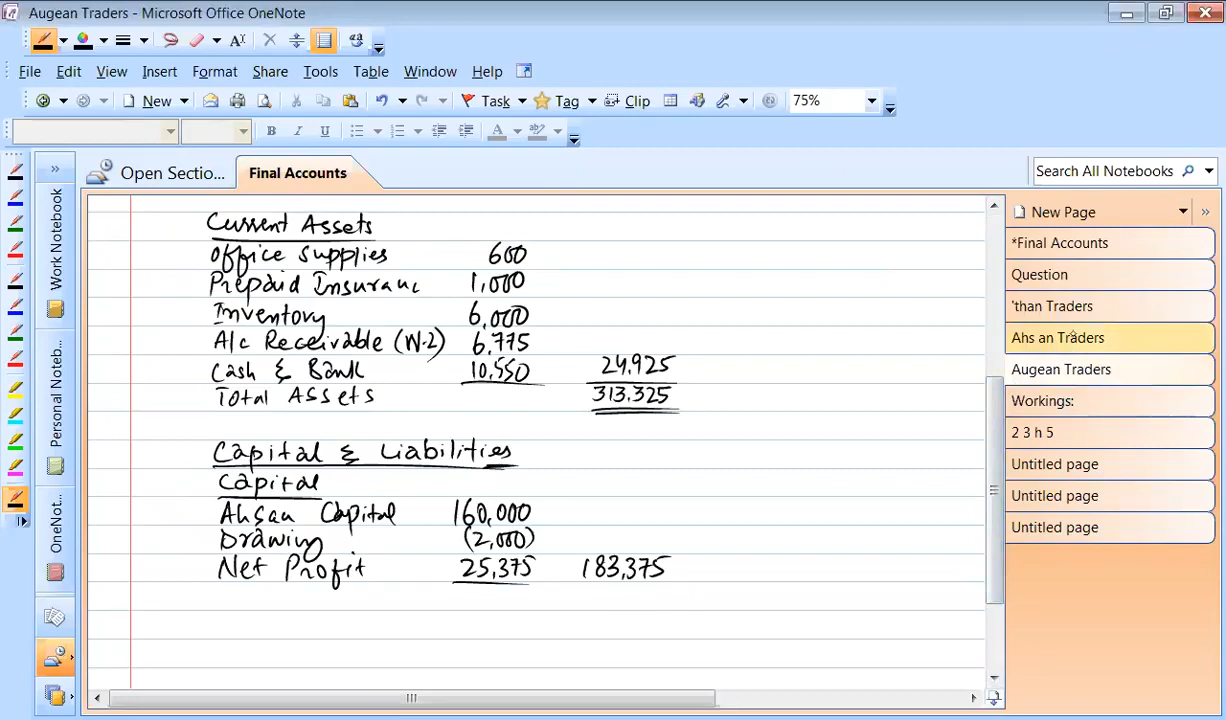 Augean Traders - Microsoft Office OneNote
File Edit View Insert Format Share Tools Table Window Help
New Task Tag Clip 75%
B I U A ab
Open Sectio... Final Accounts
Search All Notebooks
Work Notebook
Personal Noteb...
OneNot...
Current Assets
Office Supplies 600
Prepaid Insuranc 1,000
Inventory 6,000
A/c Receivable (W-2) 6,775
Cash & Bank 10,550 24,925
Total Assets 313,325
Capital & Liabilities
Capital
Ahsan Capital 160,000
Drawing (2,000)
Net Profit 25,375 183,375
New Page
*Final Accounts
Question
'than Traders
Ahs an Traders
Augean Traders
Workings:
2 3 h 5
Untitled page
Untitled page
Untitled page